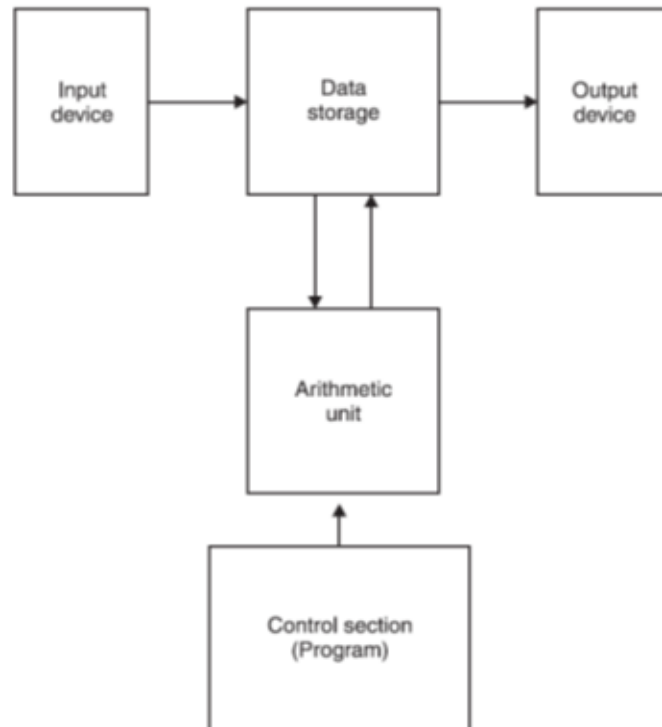 Input
device
Data
storage
Output
device
Arithmetic
unit
Control section
(Program)